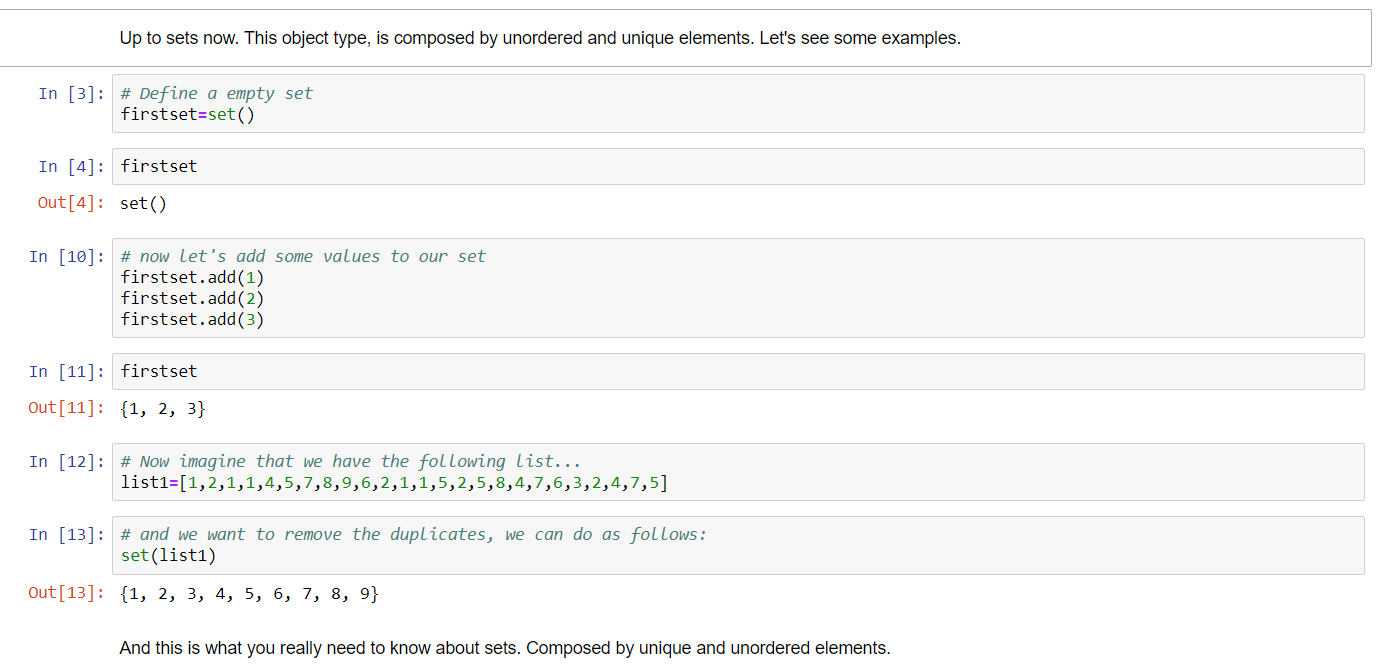 Up to sets now. This object type, is composed by unordered and unique elements. Let's see some examples.
In [3]: # Define a empty set
firstset=set()
In [4]: firstset
Out[4]: set()
In [10]: # now let's add some values to our set
firstset.add(1)
firstset.add(2)
firstset.add(3)
In [11]: firstset
Out[11]: {1, 2, 3}
In [12]: # Now imagine that we have the following list...
list1=[1,2,1,1,4,5,7,8,9,6,2,1,1,5,2,5,8,4,7,6,3,2,4,7,5]
In [13]: # and we want to remove the duplicates, we can do as follows:
set(list1)
Out[13]: {1, 2, 3, 4, 5, 6, 7, 8, 9}
And this is what you really need to know about sets. Composed by unique and unordered elements.